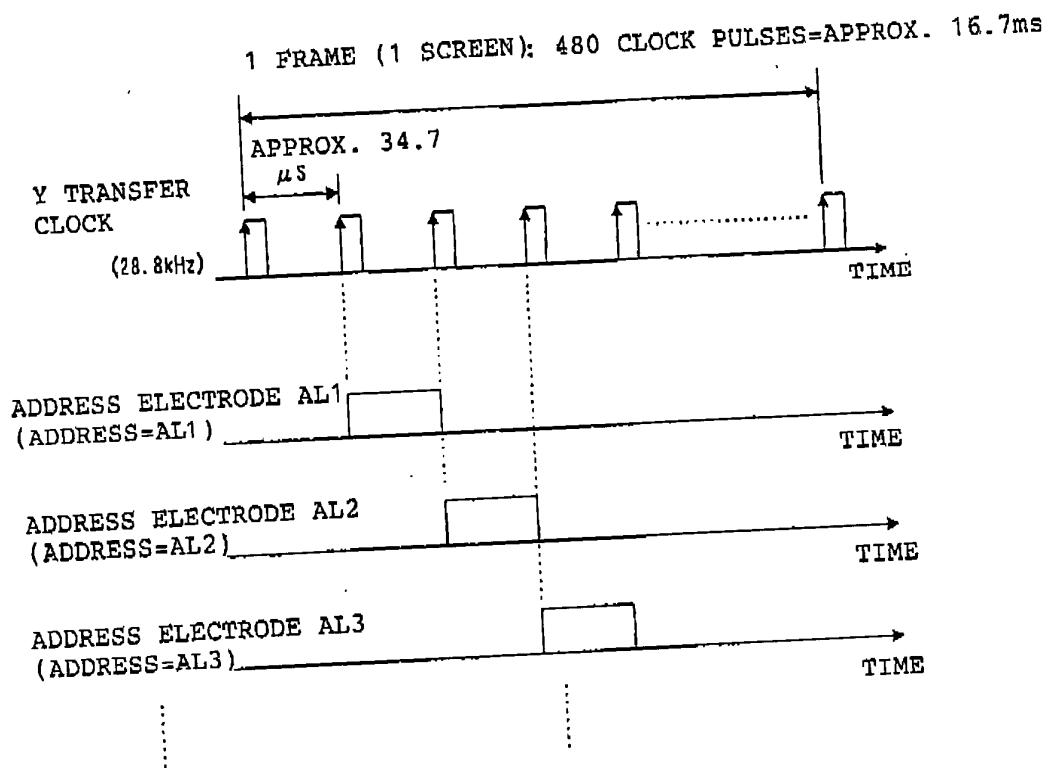 1 FRAME (1 SCREEN): 480 CLOCK PULSES=APPROX. 16.7ms
APPROX. 34.7
μS
Y TRANSFER
CLOCK
(28.8kHz)
TIME
ADDRESS ELECTRODE AL1
(ADDRESS=AL1)
TIME
ADDRESS ELECTRODE AL2
(ADDRESS=AL2)
TIME
ADDRESS ELECTRODE AL3
(ADDRESS=AL3)
TIME